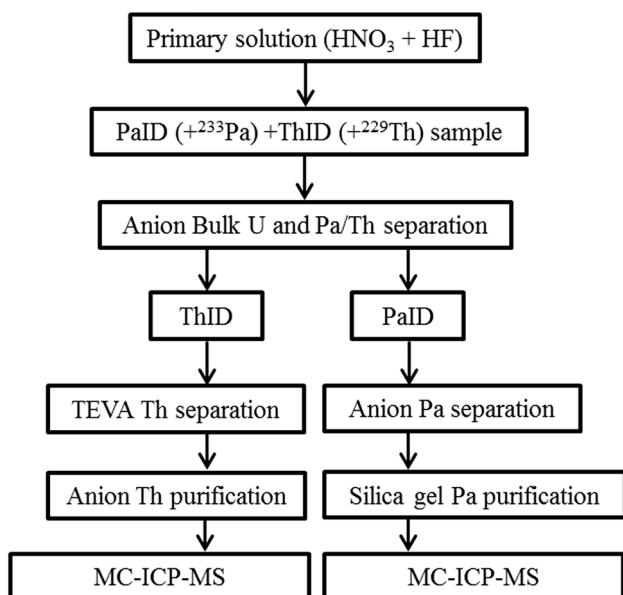 Primary solution (HNO₃ + HF)
PaID (+²³³Pa) +ThID (+²²⁹Th) sample
Anion Bulk U and Pa/Th separation
ThID
PaID
TEVA Th separation
Anion Pa separation
Anion Th purification
Silica gel Pa purification
MC-ICP-MS
MC-ICP-MS